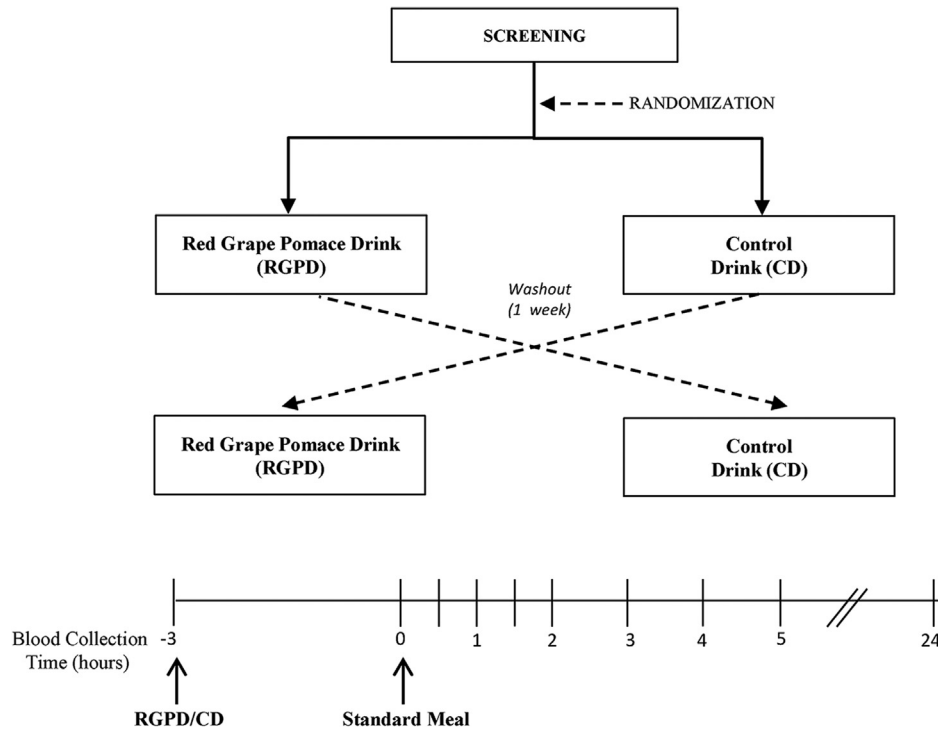 SCREENING
RANDOMIZATION
Red Grape Pomace Drink
(RGPD)
Control
Drink (CD)
Washout
(1 week)
Red Grape Pomace Drink
(RGPD)
Control
Drink (CD)
Blood Collection
Time (hours)
-3 0 1 2 3 4 5 24
RGPD/CD
Standard Meal